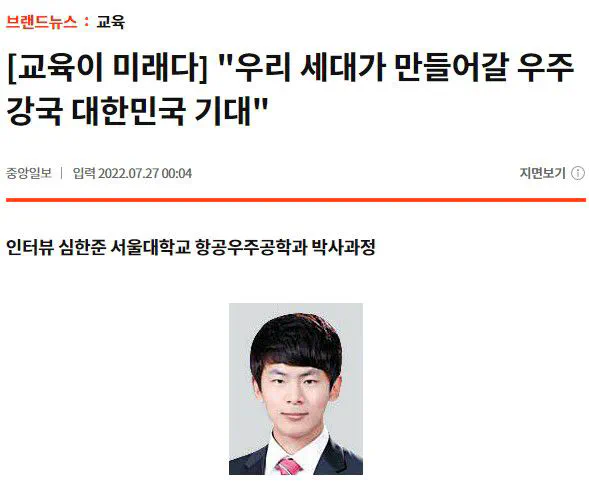 브랜드뉴스 : 교육
[교육이 미래다] "우리 세대가 만들어갈 우주
강국 대한민국 기대"
중앙일보 | 입력 2022.07.27 00:04 지면보기 ⓘ
인터뷰 심한준 서울대학교 항공우주공학과 박사과정